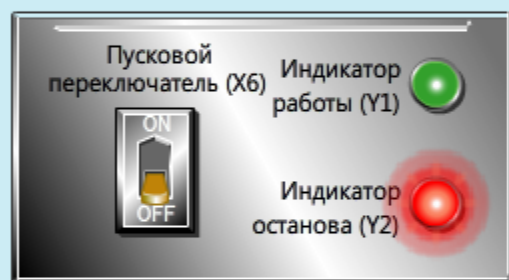 Пусковой
переключатель (X6)
ON
OFF
Индикатор
работы (Y1)
Индикатор
останова (Y2)